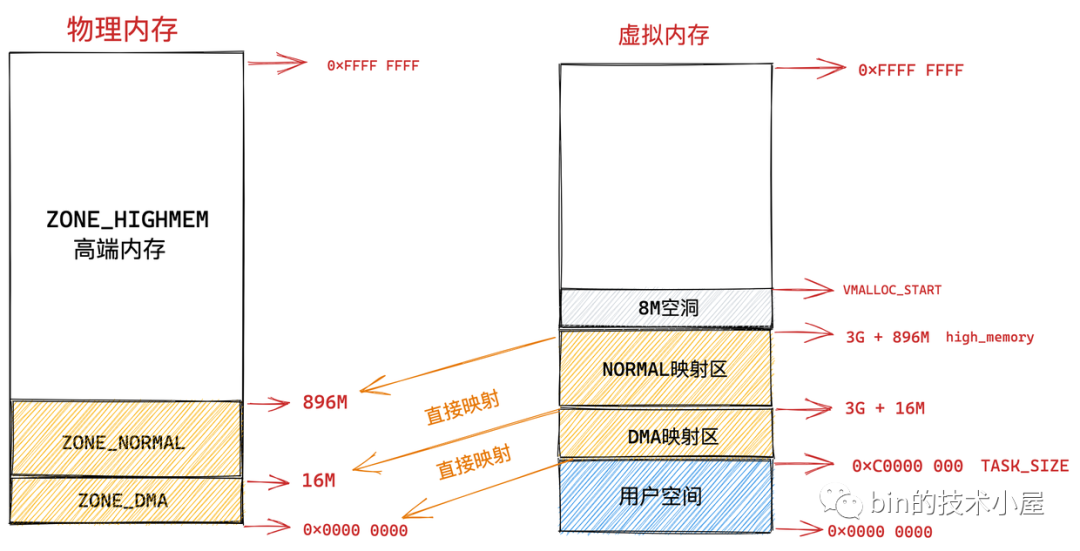 物理内存
0×FFFF FFFF
ZONE_HIGHMEM
高端内存
896M
ZONE_NORMAL
16M
ZONE_DMA
0×0000 0000
直接映射
直接映射
虚拟内存
0×FFFF FFFF
VMALLOC_START
8M空洞
3G + 896M high_memory
NORMAL映射区
3G + 16M
DMA映射区
0×C0000 000 TASK_SIZE
用户空间
bin的技术小屋
0×0000 0000